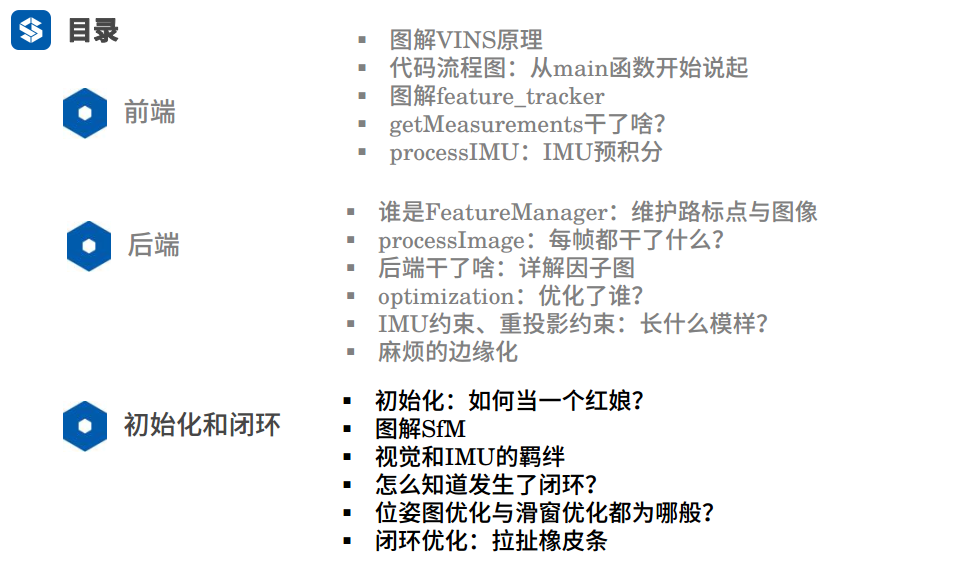 目录
前端
▪ 图解VINS原理
▪ 代码流程图：从main函数开始说起
▪ 图解feature_tracker
▪ getMeasurements干了啥？
▪ processIMU：IMU预积分
后端
▪ 谁是FeatureManager：维护路标点与图像
▪ processImage：每帧都干了什么？
▪ 后端干了啥：详解因子图
▪ optimization：优化了谁？
▪ IMU约束、重投影约束：长什么模样？
▪ 麻烦的边缘化
初始化和闭环
▪ 初始化：如何当一个红娘？
▪ 图解SfM
▪ 视觉和IMU的羁绊
▪ 怎么知道发生了闭环？
▪ 位姿图优化与滑窗优化都为哪般？
▪ 闭环优化：拉扯橡皮条